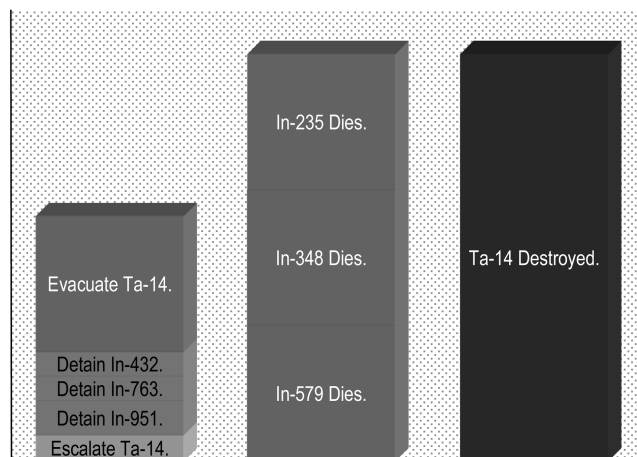 Evacuate Ta-14.
Detain In-432.
Detain In-763.
Detain In-951.
Escalate Ta-14.
In-235 Dies.
In-348 Dies.
In-579 Dies.
Ta-14 Destroyed.